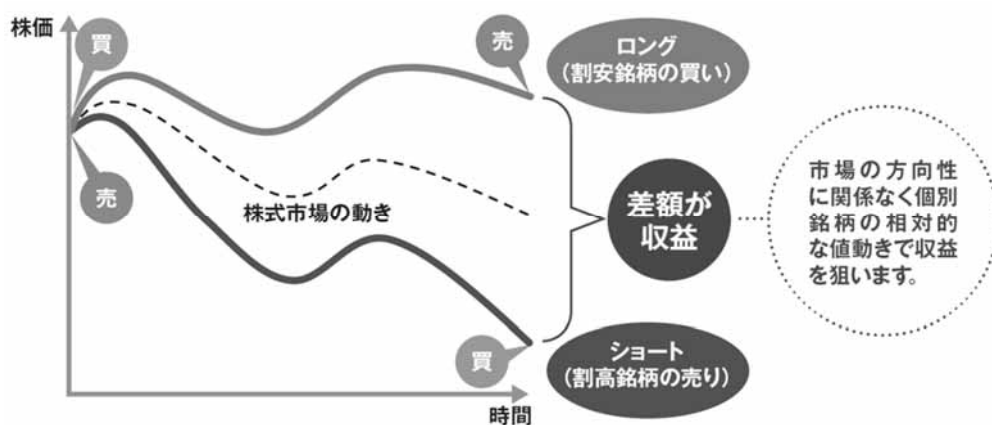 株価
買
売
ロング
(割安銘柄の買い)
売
株式市場の動き
差額が
収益
市場の方向性
に関係なく個別
銘柄の相対的
な値動きで収益
を狙います。
買
ショート
(割高銘柄の売り)
時間